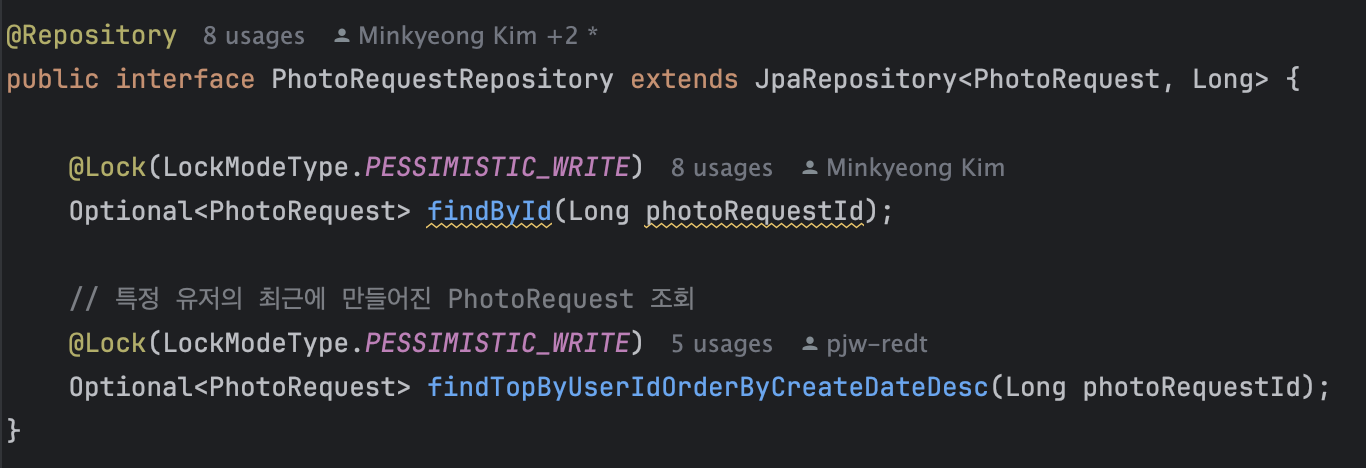 @Repository 8 usages Minkyeong Kim +2 *
public interface PhotoRequestRepository extends JpaRepository<PhotoRequest, Long> {
@Lock(LockModeType.PESSIMISTIC_WRITE) 8 usages Minkyeong Kim
Optional<PhotoRequest> findById(Long photoRequestId);
// 특정 유저의 최근에 만들어진 PhotoRequest 조회
@Lock(LockModeType.PESSIMISTIC_WRITE) 5 usages pjw-redt
Optional<PhotoRequest> findTopByUserIdOrderByCreateDateDesc(Long photoRequestId);
}